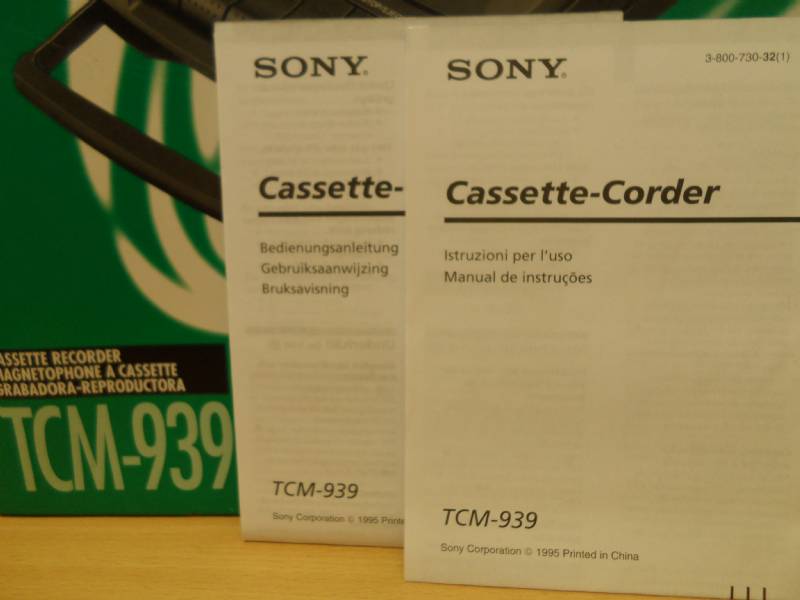 ASSETTE RECORDER
MAGNETOPHONE A CASSETTE
GRABADORA-REPRODUCTORA
TCM-939
SONY®
Cassette-
Bedienungsanleitung
Gebruiksaanwijzing
Bruksavisning
TCM-939
Sony Corporation © 1995 Printe
SONY®
3-800-730-32(1)
Cassette-Corder
Istruzioni per l'uso
Manual de instruções
TCM-939
Sony Corporation © 1995 Printed in China